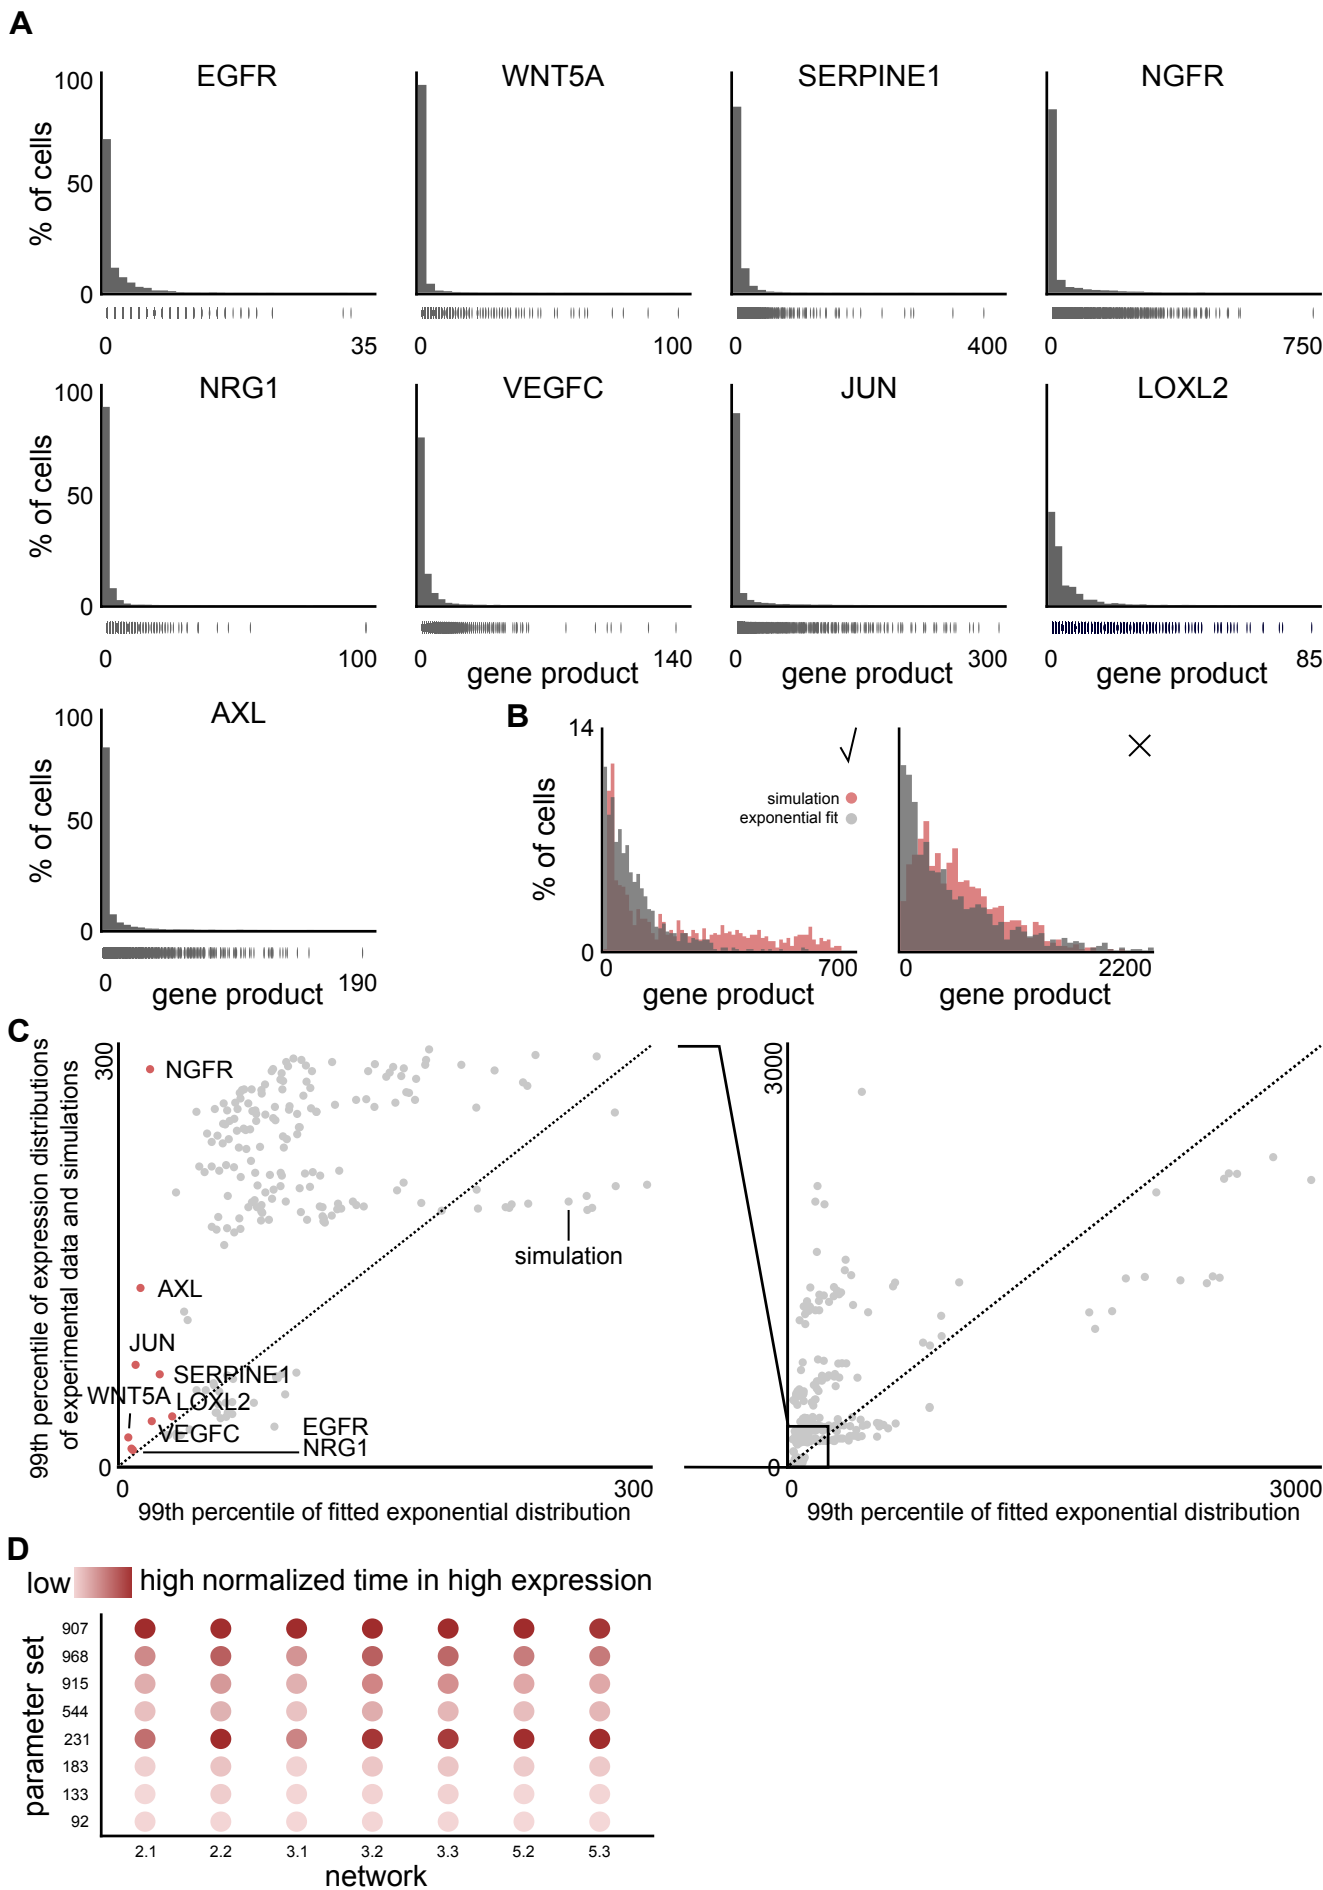 A
EGFR
WNT5A
SERPINE1
NGFR
% of cells
100
50
0
0 35
0 100
0 400
0 750
NRG1
VEGFC
JUN
LOXL2
% of cells
100
50
0
0 100
0 140
gene product
0 300
gene product
0 85
gene product
AXL
% of cells
100
50
0
0 190
gene product
B
% of cells
14
0
simulation
exponential fit
0 700
gene product
0 2200
gene product
C
99th percentile of expression distributions
of experimental data and simulations
300
0
NGFR
AXL
JUN
SERPINE1
WNT5A
LOXL2
VEGFC
EGFR
NRG1
simulation
0 300
99th percentile of fitted exponential distribution
3000
0
0 3000
99th percentile of fitted exponential distribution
D
low high normalized time in high expression
parameter set
907
968
915
544
231
183
133
92
2.1 2.2 3.1 3.2 3.3 5.2 5.3
network